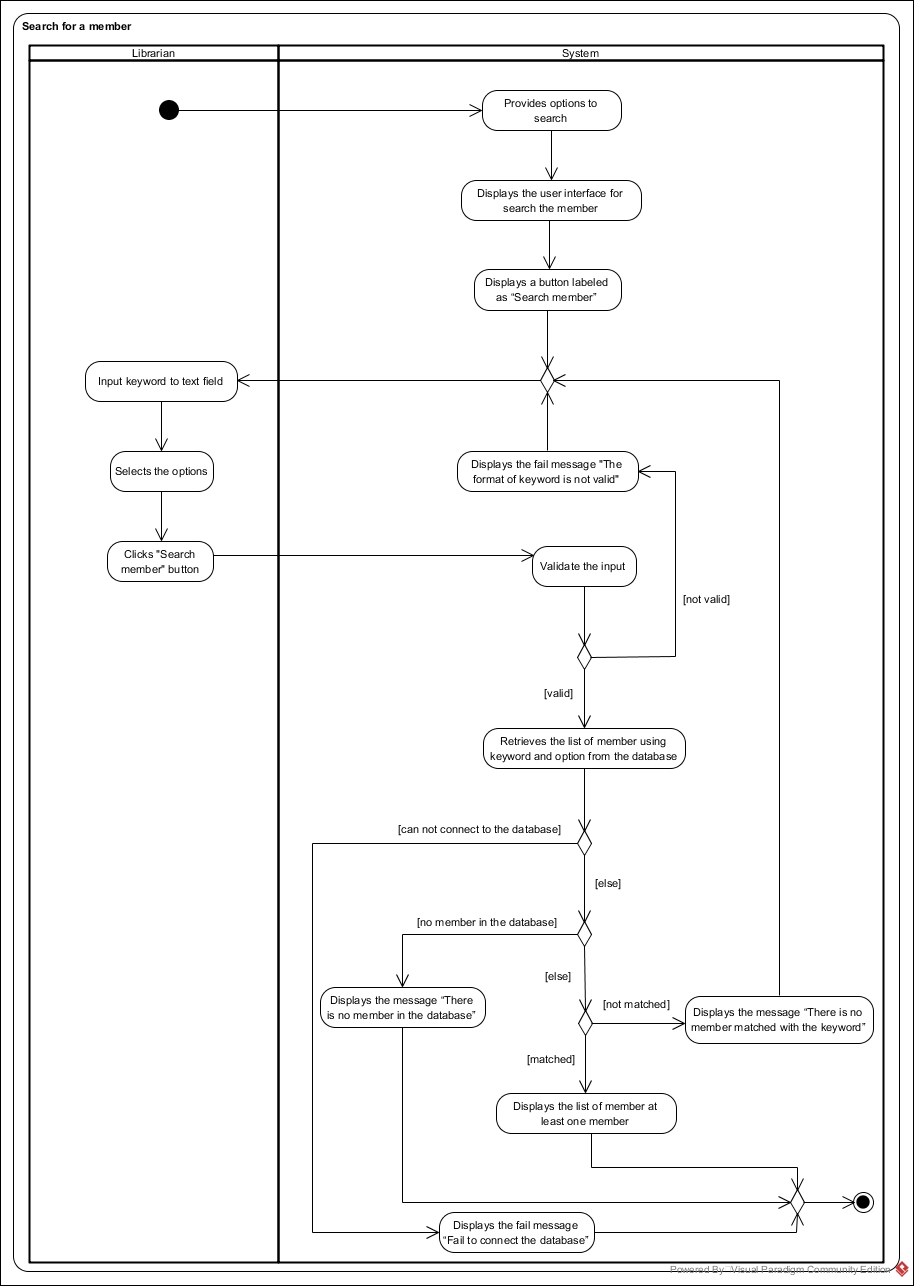 Search for a member
Librarian
System
Provides options to
search
Displays the user interface for
search the member
Displays a button labeled
as “Search member”
Input keyword to text field
Selects the options
Displays the fail message "The
format of keyword is not valid"
Clicks "Search
member" button
Validate the input
[not valid]
[valid]
Retrieves the list of member using
keyword and option from the database
[can not connect to the database]
[else]
[no member in the database]
[else]
Displays the message “There
is no member in the database”
[not matched]
Displays the message “There is no
member matched with the keyword”
[matched]
Displays the list of member at
least one member
Displays the fail message
“Fail to connect the database”
Powered By Visual Paradigm Community Edition